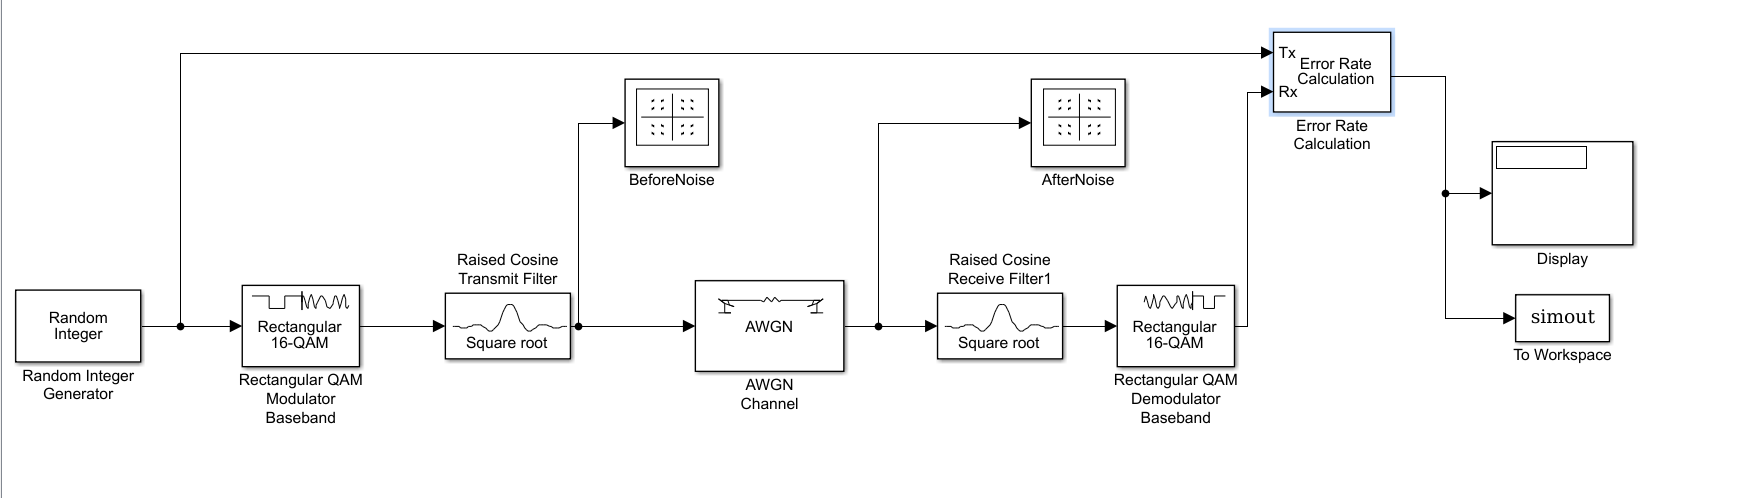 Tx
Error Rate
Calculation
Rx
Error Rate
Calculation
BeforeNoise
AfterNoise
Display
Raised Cosine
Transmit Filter
Raised Cosine
Receive Filter1
Random
Integer
Random Integer
Generator
Rectangular
16-QAM
Rectangular QAM
Modulator
Baseband
Square root
AWGN
AWGN
Channel
Square root
Rectangular
16-QAM
Rectangular QAM
Demodulator
Baseband
simout
To Workspace